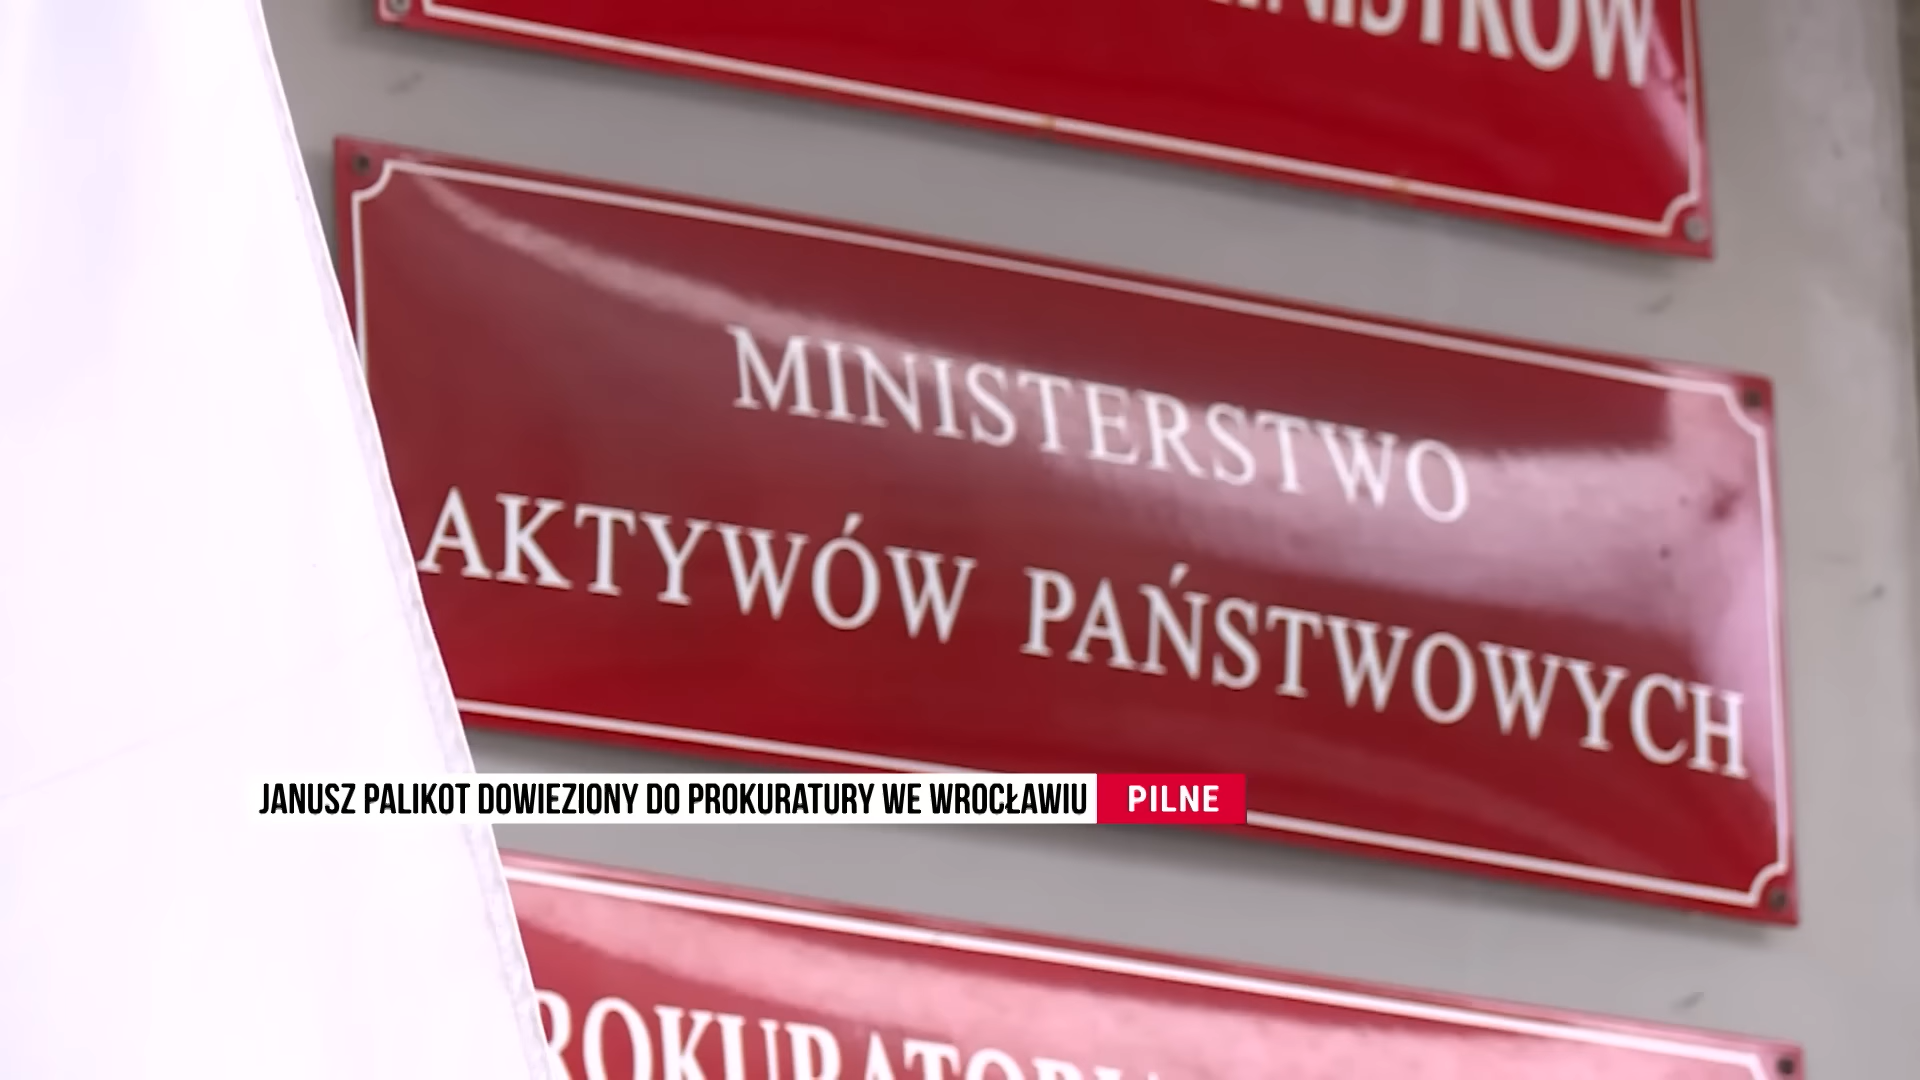 MINISTERSTWO
AKTYWÓW PAŃSTWOWYCH
JANUSZ PALIKOT DOWIEZIONY DO PROKURATURY WE WROCŁAWIU PILNE